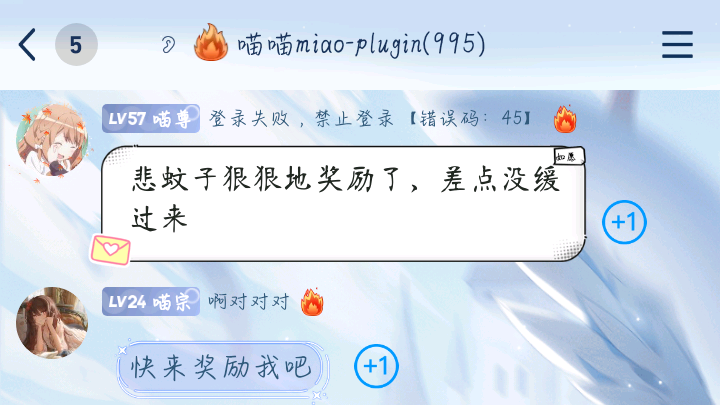 5
喵喵miao-plugin(995)
LV57 喵尊 登录失败，禁止登录【错误码：45】
如愿
悲蚊子狠狠地奖励了，差点没缓
过来
+1
LV24 喵宗 啊对对对
快来奖励我吧
+1